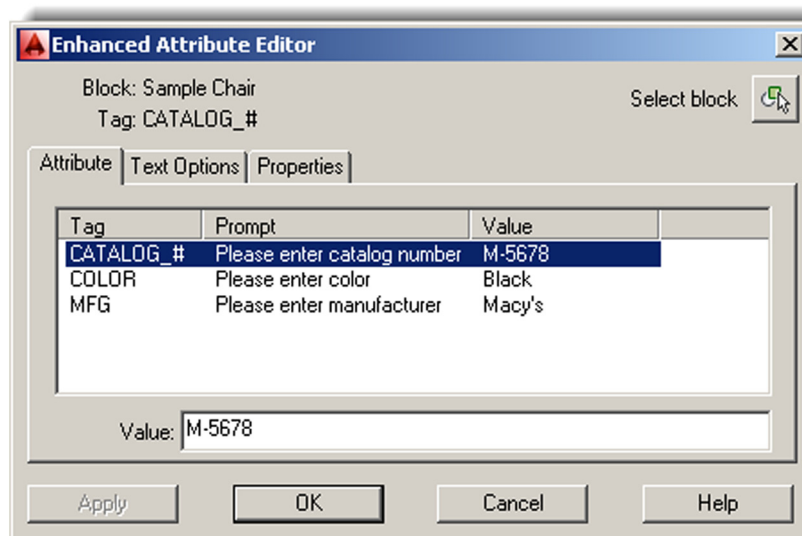 Enhanced Attribute Editor
Block: Sample Chair
Tag: CATALOG_#
Select block
Attribute Text Options Properties
Tag Prompt Value
CATALOG_# Please enter catalog number M-5678
COLOR Please enter color Black
MFG Please enter manufacturer Macy's
Value: M-5678
Apply OK Cancel Help